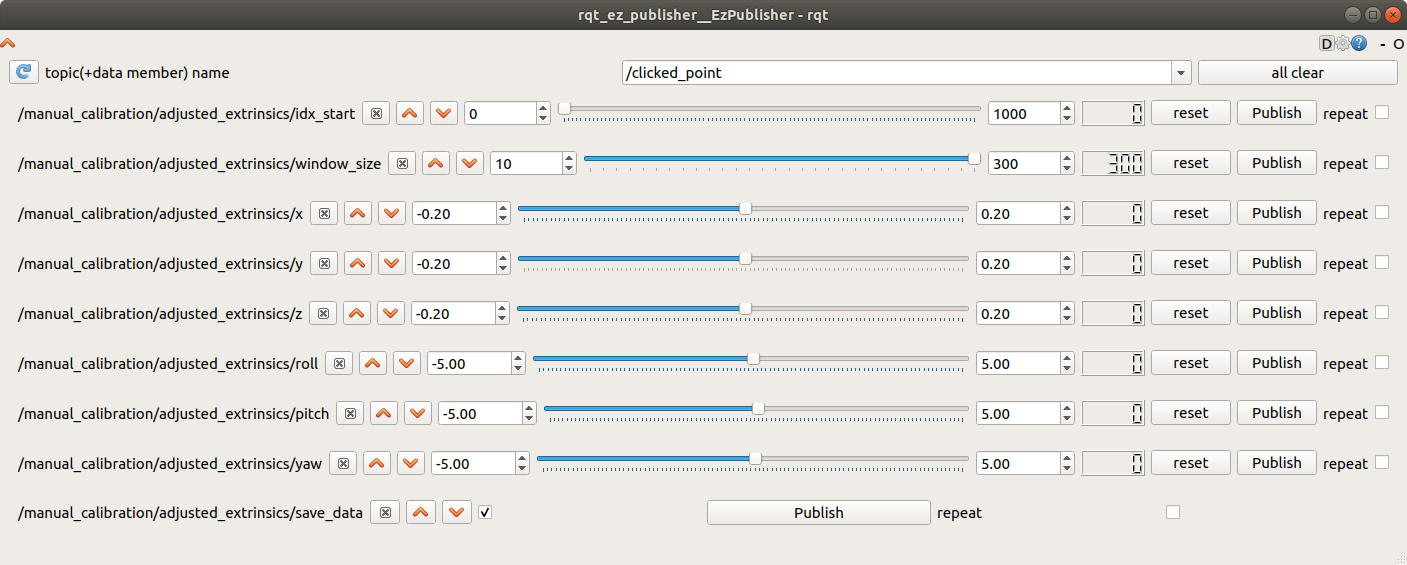 rqt_ez_publisher__EzPublisher - rqt
D ? - O
topic(+data member) name /clicked_point all clear
/manual_calibration/adjusted_extrinsics/idx_start 0 1000 0 reset Publish repeat
/manual_calibration/adjusted_extrinsics/window_size 10 300 300 reset Publish repeat
/manual_calibration/adjusted_extrinsics/x -0.20 0.20 0 reset Publish repeat
/manual_calibration/adjusted_extrinsics/y -0.20 0.20 0 reset Publish repeat
/manual_calibration/adjusted_extrinsics/z -0.20 0.20 0 reset Publish repeat
/manual_calibration/adjusted_extrinsics/roll -5.00 5.00 0 reset Publish repeat
/manual_calibration/adjusted_extrinsics/pitch -5.00 5.00 0 reset Publish repeat
/manual_calibration/adjusted_extrinsics/yaw -5.00 5.00 0 reset Publish repeat
/manual_calibration/adjusted_extrinsics/save_data Publish repeat